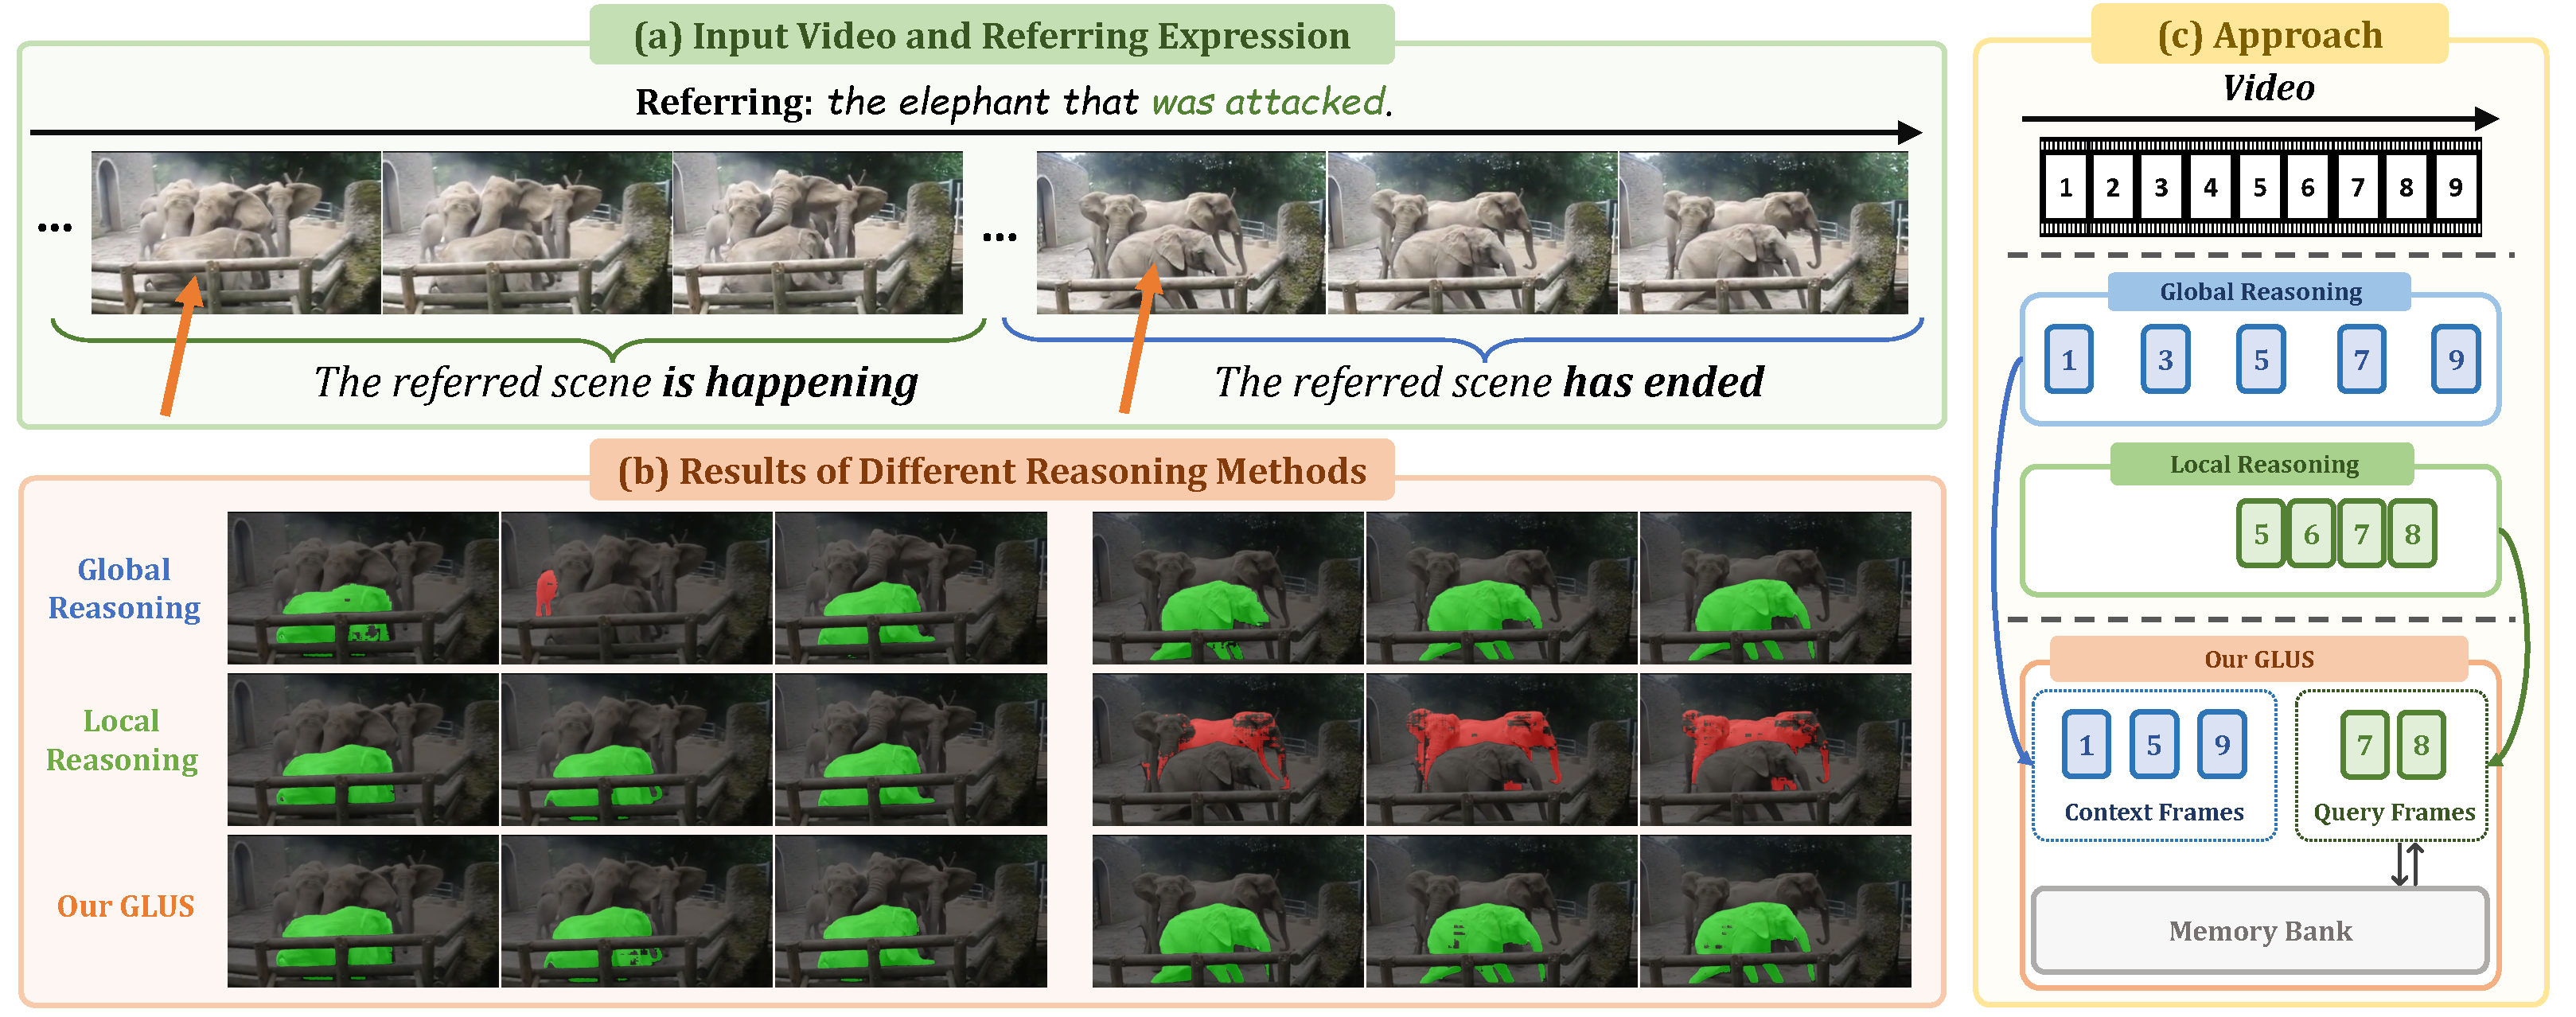 (a) Input Video and Referring Expression
Referring: the elephant that was attacked.
...
...
The referred scene is happening
The referred scene has ended
(b) Results of Different Reasoning Methods
Global
Reasoning
Local
Reasoning
Our GLUS
(c) Approach
Video
1 2 3 4 5 6 7 8 9
Global Reasoning
1 3 5 7 9
Local Reasoning
5 6 7 8
Our GLUS
1 5 9
Context Frames
7 8
Query Frames
Memory Bank